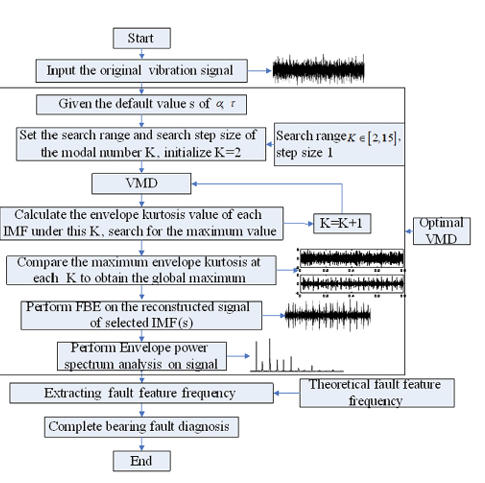 Start
Input the original vibration signal
Given the default value s of α, τ
Set the search range and search step size of
the modal number K, initialize K=2
Search range K ∈ [2,15],
step size 1
VMD
Calculate the envelope kurtosis value of each
IMF under this K, search for the maximum value
K=K+1
Optimal
VMD
Compare the maximum envelope kurtosis at
each K to obtain the global maximum
Perform FBE on the reconstructed signal
of selected IMF(s)
Perform Envelope power
spectrum analysis on signal
Extracting fault feature frequency
Theoretical fault feature
frequency
Complete bearing fault diagnosis
End